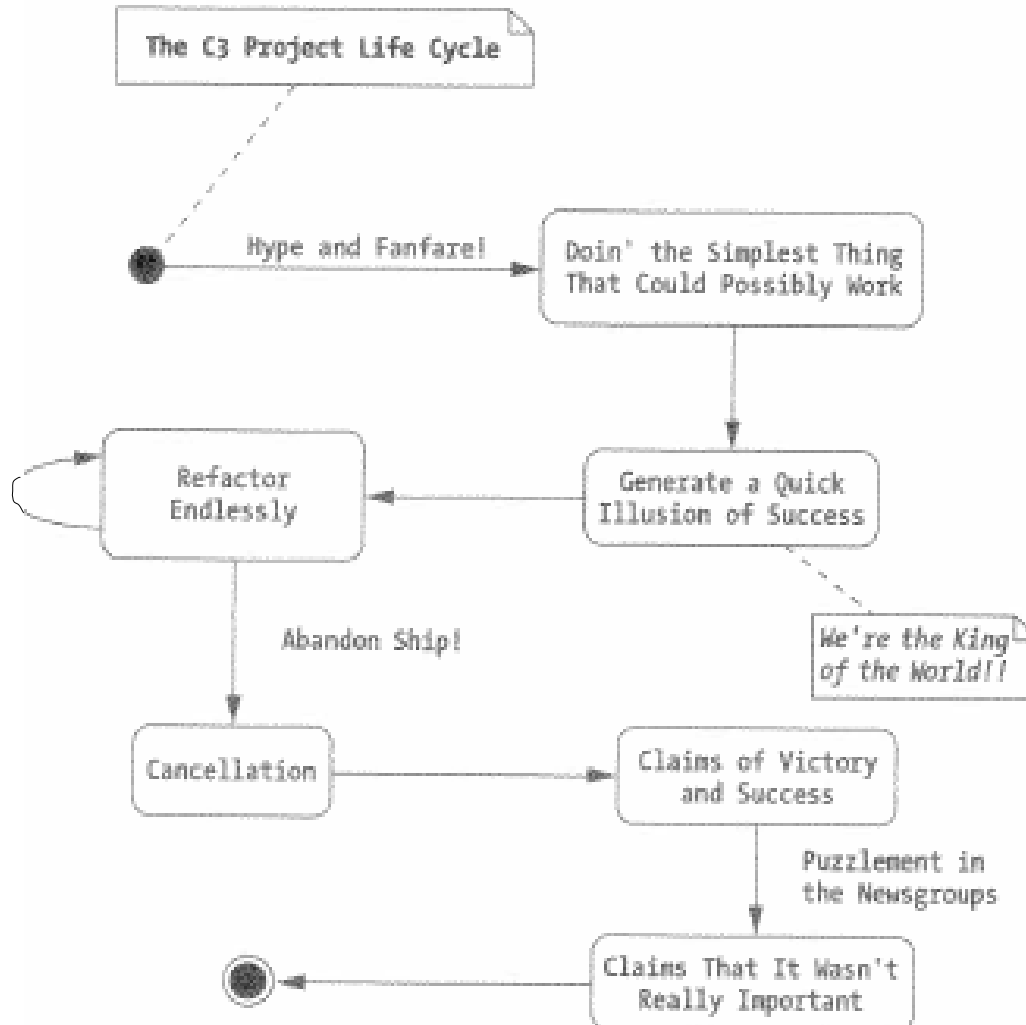 The C3 Project Life Cycle
Hype and Fanfare!
Doin' the Simplest Thing
That Could Possibly Work
Refactor
Endlessly
Generate a Quick
Illusion of Success
Abandon Ship!
We're the King
of the World!!
Cancellation
Claims of Victory
and Success
Puzzlement in
the Newsgroups
Claims That It Wasn't
Really Important